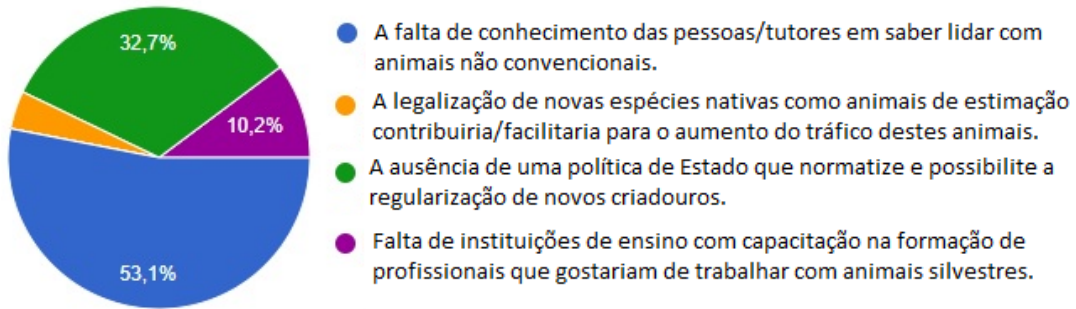 32,7%
10,2%
53,1%
A falta de conhecimento das pessoas/tutores em saber lidar com
animais não convencionais.
A legalização de novas espécies nativas como animais de estimação
contribuiria/facilitaria para o aumento do tráfico destes animais.
A ausência de uma política de Estado que normatize e possibilite a
regularização de novos criadouros.
Falta de instituições de ensino com capacitação na formação de
profissionais que gostariam de trabalhar com animais silvestres.